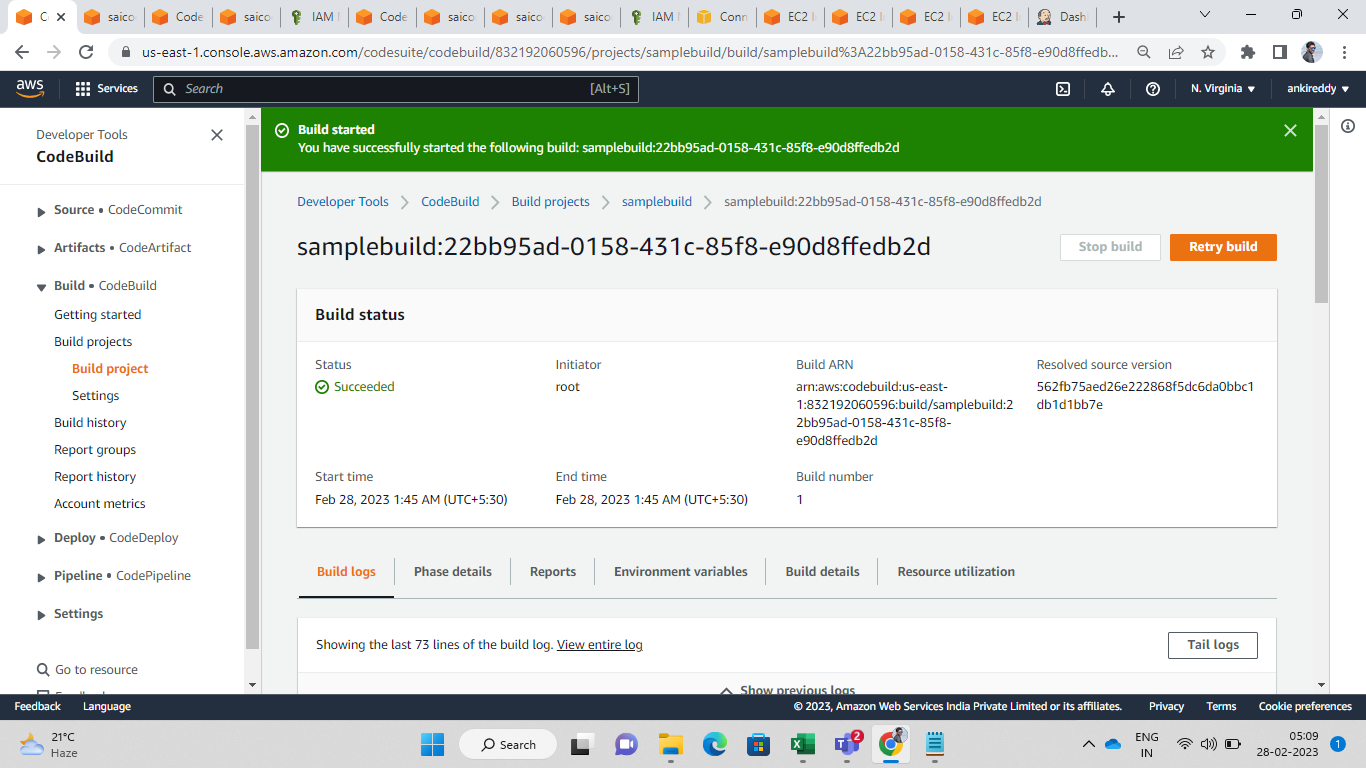 C
saico
Code
saico
IAM
Code
saico
saico
saico
IAM
Conn
EC2
EC2
EC2
EC2
Dash
us-east-1.console.aws.amazon.com/codesuite/codebuild/832192060596/projects/samplebuild/build/samplebuild%3A22bb95ad-0158-431c-85f8-e90d8ffedb...
aws
Services
Search
[Alt+S]
N. Virginia
ankireddy
Developer Tools
CodeBuild
Source • CodeCommit
Artifacts • CodeArtifact
Build • CodeBuild
Getting started
Build projects
Build project
Settings
Build history
Report groups
Report history
Account metrics
Deploy • CodeDeploy
Pipeline • CodePipeline
Settings
Go to resource
Build started
You have successfully started the following build: samplebuild:22bb95ad-0158-431c-85f8-e90d8ffedb2d
Developer Tools
CodeBuild
Build projects
samplebuild
samplebuild:22bb95ad-0158-431c-85f8-e90d8ffedb2d
samplebuild:22bb95ad-0158-431c-85f8-e90d8ffedb2d
Stop build
Retry build
Build status
Status
Succeeded
Initiator
root
Build ARN
arn:aws:codebuild:us-east-
1:832192060596:build/samplebuild:2
2bb95ad-0158-431c-85f8-
e90d8ffedb2d
Resolved source version
562fb75aed26e222868f5dc6da0bbc1
db1d1bb7e
Start time
Feb 28, 2023 1:45 AM (UTC+5:30)
End time
Feb 28, 2023 1:45 AM (UTC+5:30)
Build number
1
Build logs
Phase details
Reports
Environment variables
Build details
Resource utilization
Showing the last 73 lines of the build log. View entire log
Tail logs
Show previous logs
Feedback
Language
© 2023, Amazon Web Services India Private Limited or its affiliates.
Privacy
Terms
Cookie preferences
21°C
Haze
Search
2
ENG
IN
05:09
28-02-2023
1